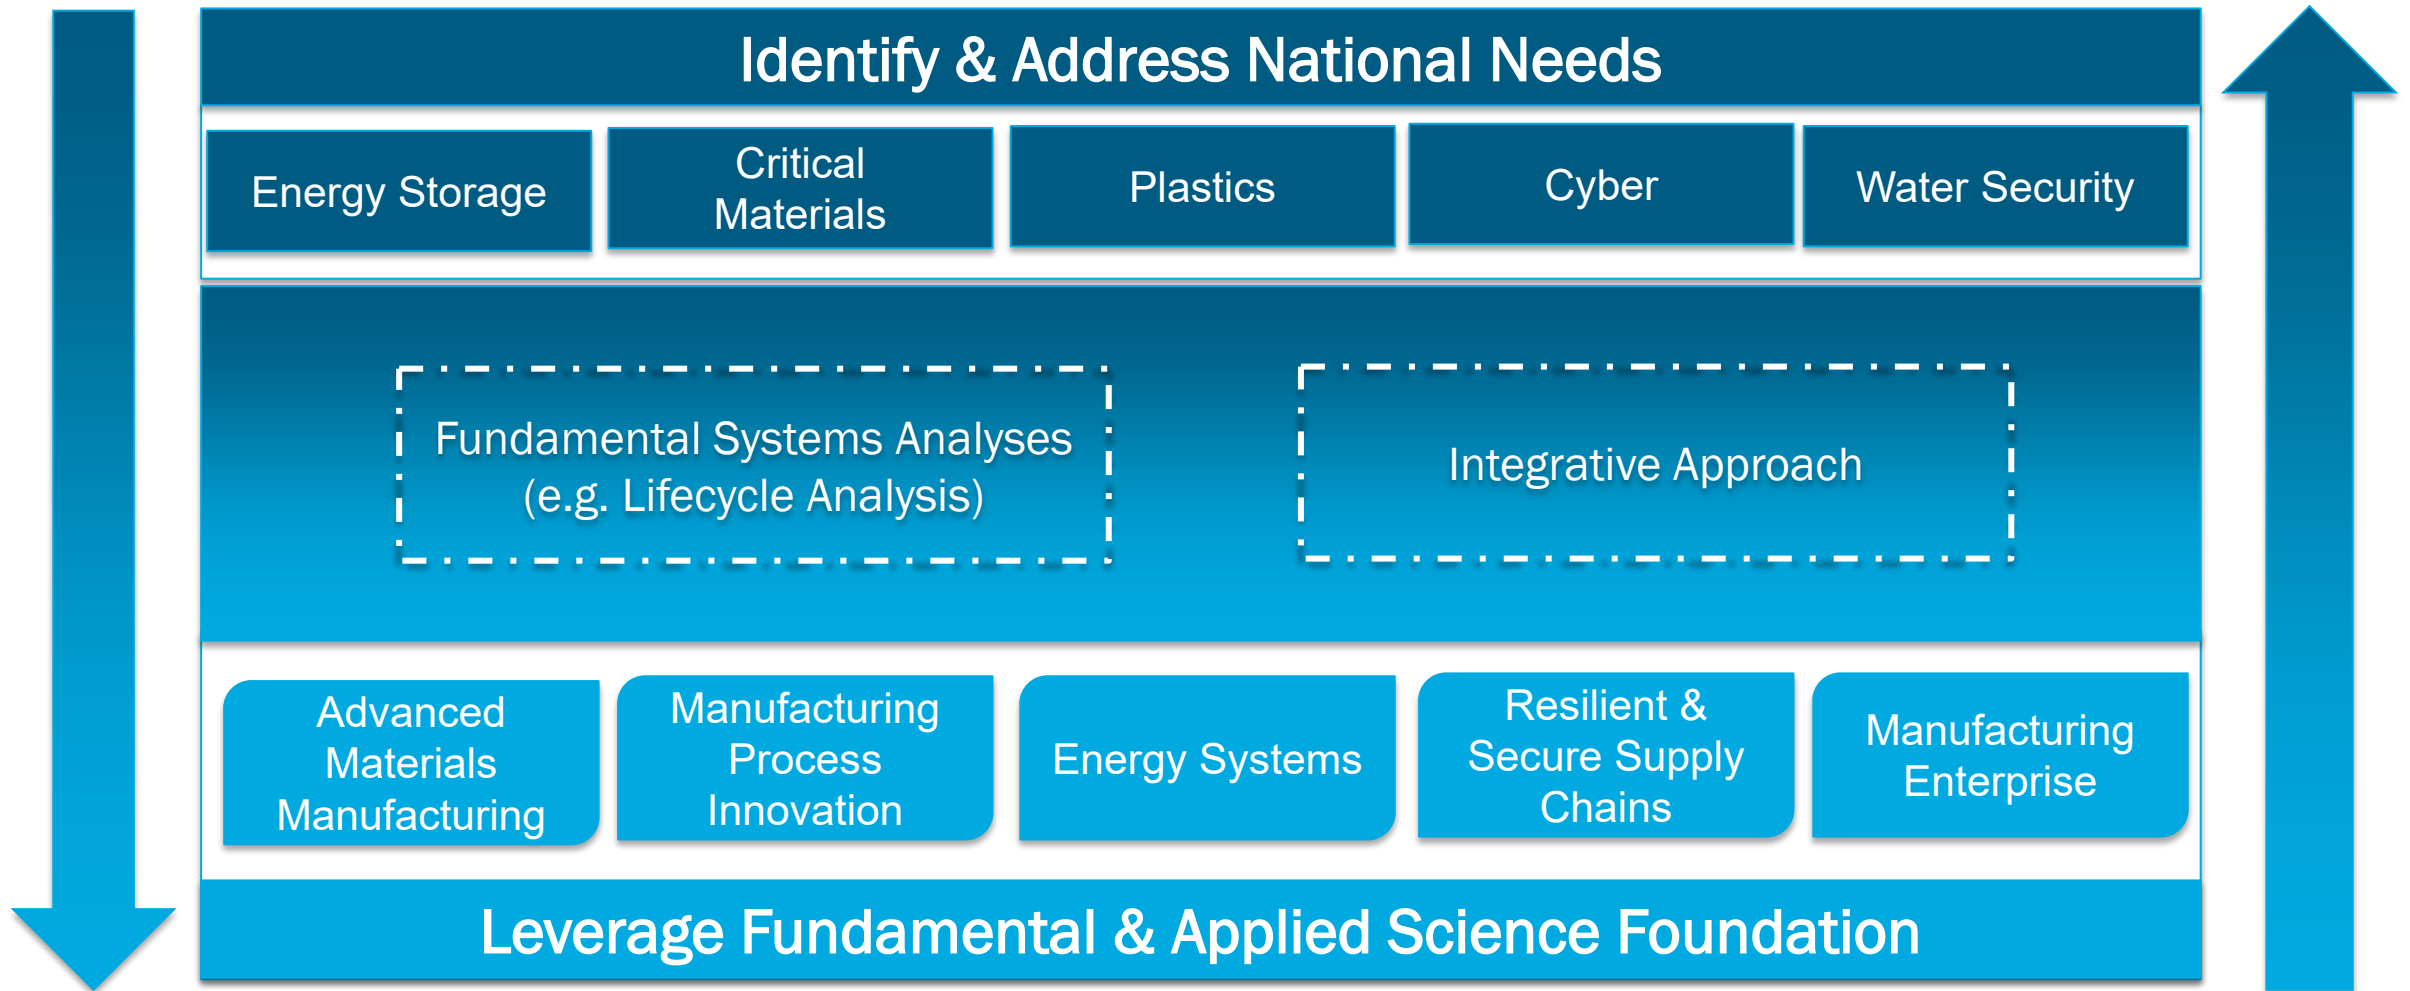 Identify & Address National Needs
Energy Storage
Critical
Materials
Plastics
Cyber
Water Security
Fundamental Systems Analyses
(e.g. Lifecycle Analysis)
Integrative Approach
Advanced
Materials
Manufacturing
Manufacturing
Process
Innovation
Energy Systems
Resilient &
Secure Supply
Chains
Manufacturing
Enterprise
Leverage Fundamental & Applied Science Foundation